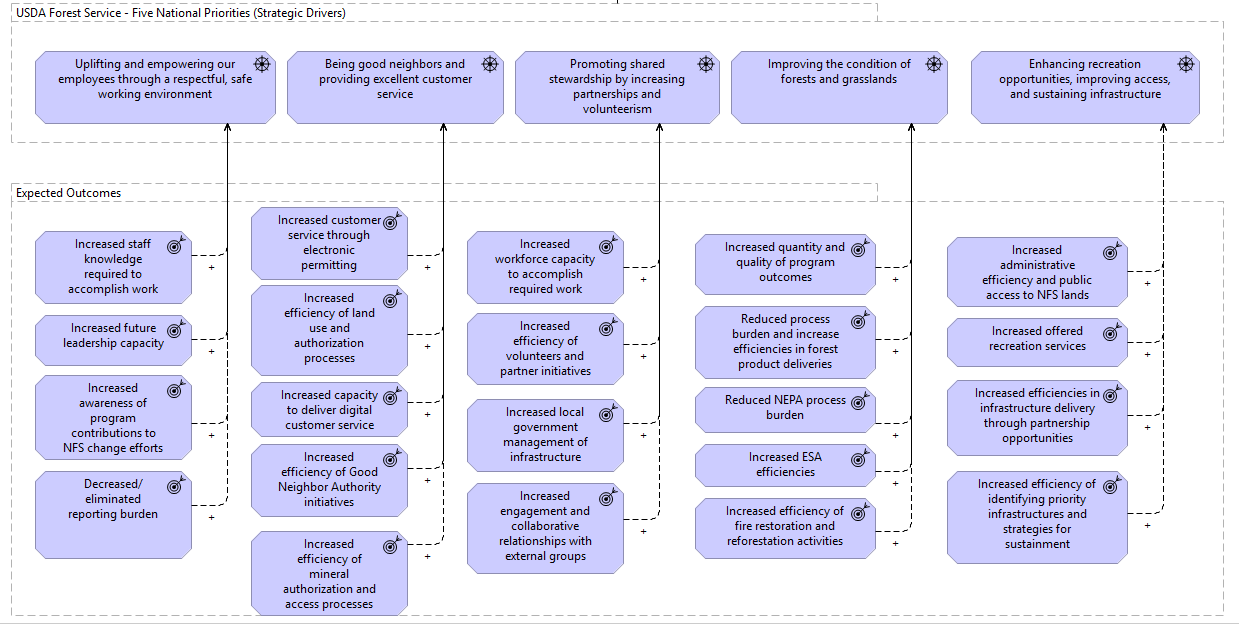 USDA Forest Service - Five National Priorities (Strategic Drivers)
Uplifting and empowering our
employees through a respectful, safe
working environment
Being good neighbors and
providing excellent customer
service
Promoting shared
stewardship by increasing
partnerships and
volunteerism
Improving the condition of
forests and grasslands
Enhancing recreation
opportunities, improving access,
and sustaining infrastructure
Expected Outcomes
Increased staff
knowledge
required to
accomplish work
+
Increased future
leadership capacity
+
Increased
awareness of
program
contributions to
NFS change efforts
+
Decreased/
eliminated
reporting burden
+
Increased customer
service through
electronic
permitting
+
Increased
efficiency of land
use and
authorization
processes
+
Increased capacity
to deliver digital
customer service
+
Increased
efficiency of Good
Neighbor Authority
initiatives
+
Increased
efficiency of
mineral
authorization and
access processes
+
Increased
workforce capacity
to accomplish
required work
+
Increased
efficiency of
volunteers and
partner initiatives
+
Increased local
government
management of
infrastructure
+
Increased
engagement and
collaborative
relationships with
external groups
+
Increased quantity and
quality of program
outcomes
+
Reduced process
burden and increase
efficiencies in forest
product deliveries
+
Reduced NEPA process
burden
+
Increased ESA
efficiencies
+
Increased efficiency of
fire restoration and
reforestation activities
+
Increased
administrative
efficiency and public
access to NFS lands
+
Increased offered
recreation services
+
Increased efficiencies in
infrastructure delivery
through partnership
opportunities
+
Increased efficiency of
identifying priority
infrastructures and
strategies for
sustainment
+